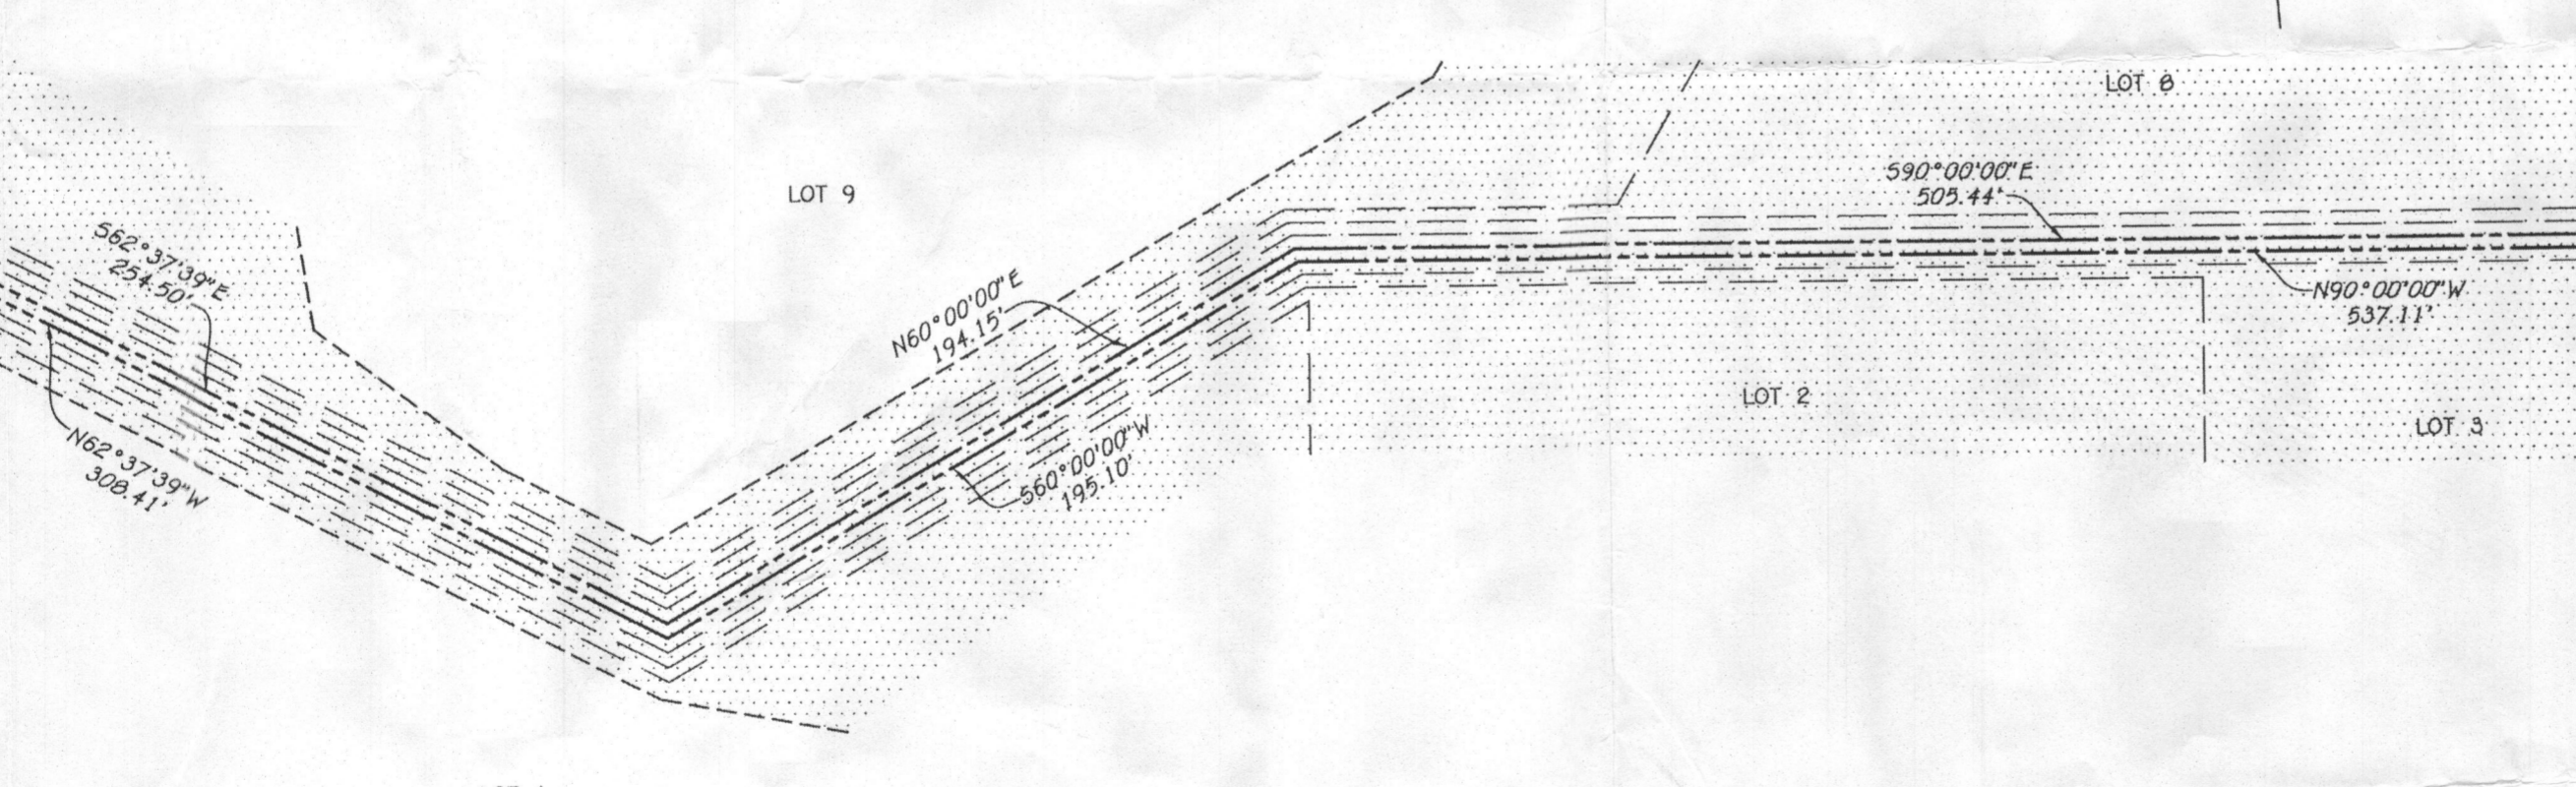 LOT 8
S90°00'00"E
505.44'
LOT 9
S62°37'39"E
254.50'
N60°00'00"E
194.15'
N90°00'00"W
537.11'
LOT 2
LOT 3
N62°37'39"W
308.41'
S60°00'00"W
195.10'